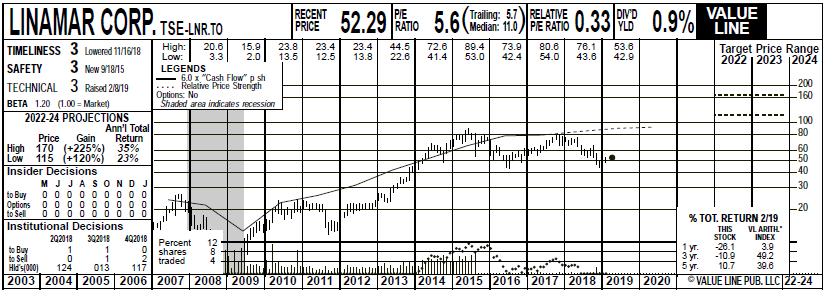 LINAMAR CORP. TSE-LNR.TO RECENT PRICE 52.29 P/E RATIO 5.6 (Trailing: 5.7 Median: 11.0) RELATIVE P/E RATIO 0.33 DIV'D YLD 0.9% VALUE LINE
TIMELINESS 3 Lowered 11/16/18
SAFETY 3 New 9/18/15
TECHNICAL 3 Raised 2/8/19
BETA 1.20 (1.00 = Market)
2022-24 PROJECTIONS
Ann'l Total
Price Gain Return
High 170 (+225%) 35%
Low 115 (+120%) 23%
Insider Decisions
M J J A S O N D J
to Buy 0 0 0 0 0 0 0 0 0
Options 0 0 0 0 0 0 0 0 0
to Sell 0 0 0 0 0 0 0 0 0
Institutional Decisions
2Q2018 3Q2018 4Q2018
to Buy 1 1 0
to Sell 0 1 2
Hld's(000) 124 013 117
High: 20.6 15.9 23.8 23.4 23.4 44.5 72.6 89.4 73.9 80.6 76.1 53.6
Low: 3.3 2.0 13.5 12.5 13.8 22.6 41.4 53.0 42.4 54.0 43.6 42.9
LEGENDS
6.0 x "Cash Flow" p sh
Relative Price Strength
Options: No
Shaded area indicates recession
Target Price Range
2022 2023 2024
200
160
100
80
60
50
40
30
20
Percent shares traded
12
8
4
% TOT. RETURN 2/19
THIS STOCK VL ARITH.* INDEX
1 yr. -26.1 3.9
3 yr. -10.9 49.2
5 yr. 10.7 39.6
2003 2004 2005 2006 2007 2008 2009 2010 2011 2012 2013 2014 2015 2016 2017 2018 2019 2020 © VALUE LINE PUB. LLC 22-24